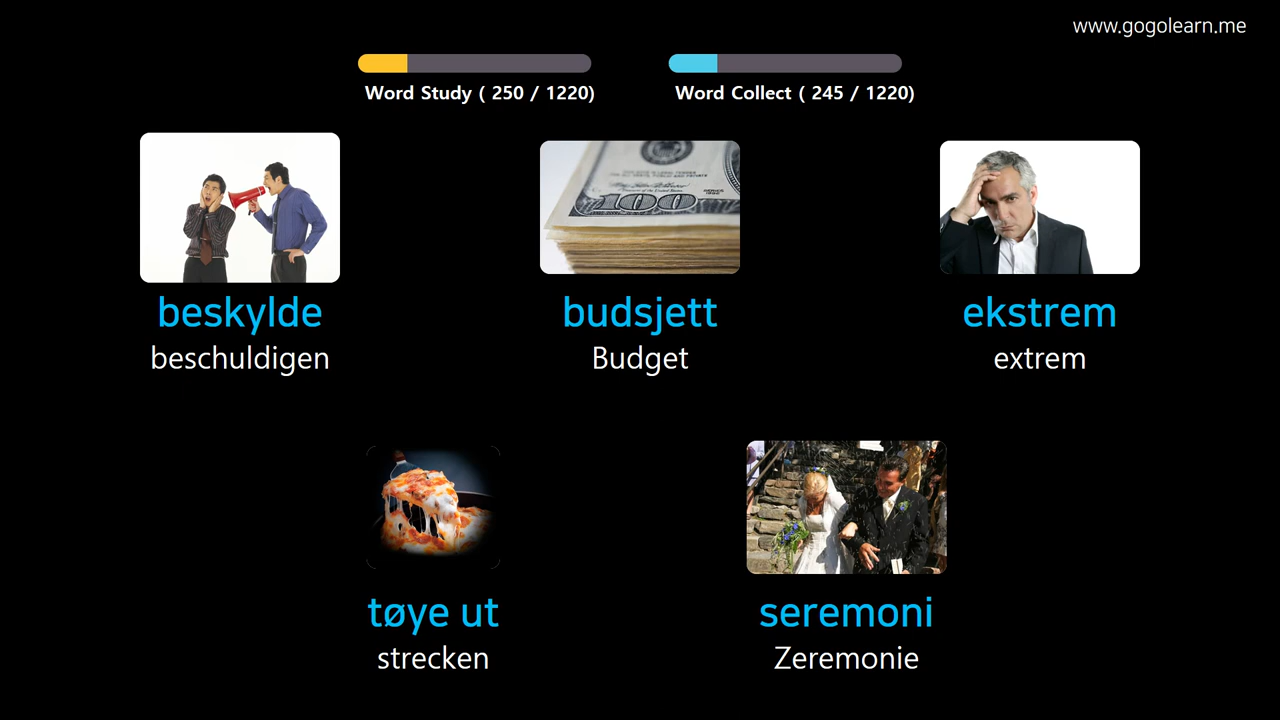 www.gogolearn.me
Word Study ( 250 / 1220)
Word Collect ( 245 / 1220)
100
beskylde
budsjett
ekstrem
beschuldigen
Budget
extrem
tøye ut
seremoni
strecken
Zeremonie